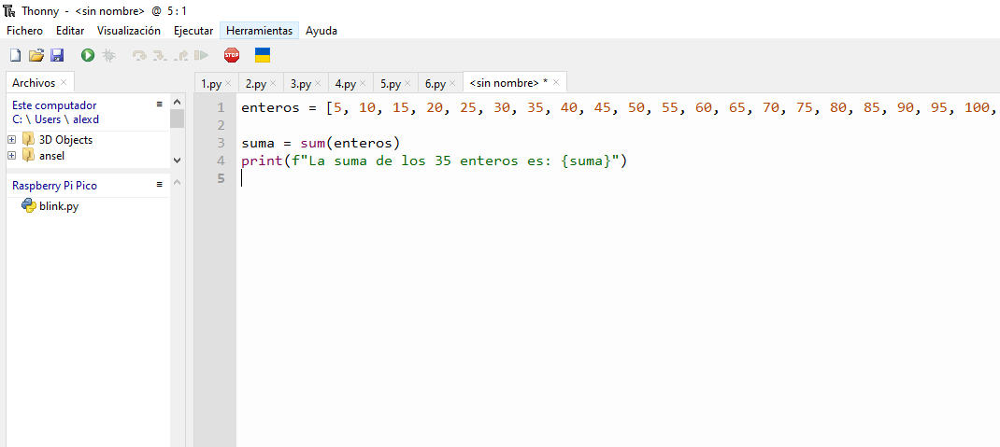 Thonny - <sin nombre> @ 5 : 1
Fichero Editar Visualización Ejecutar Herramientas Ayuda
STOP
Archivos ×
1.py × 2.py × 3.py × 4.py × 5.py × 6.py × <sin nombre> * ×
Este computador ≡
C: \ Users \ alexd
3D Objects
ansel
Raspberry Pi Pico ≡
blink.py
1 enteros = [5, 10, 15, 20, 25, 30, 35, 40, 45, 50, 55, 60, 65, 70, 75, 80, 85, 90, 95, 100,
2
3 suma = sum(enteros)
4 print(f"La suma de los 35 enteros es: {suma}")
5